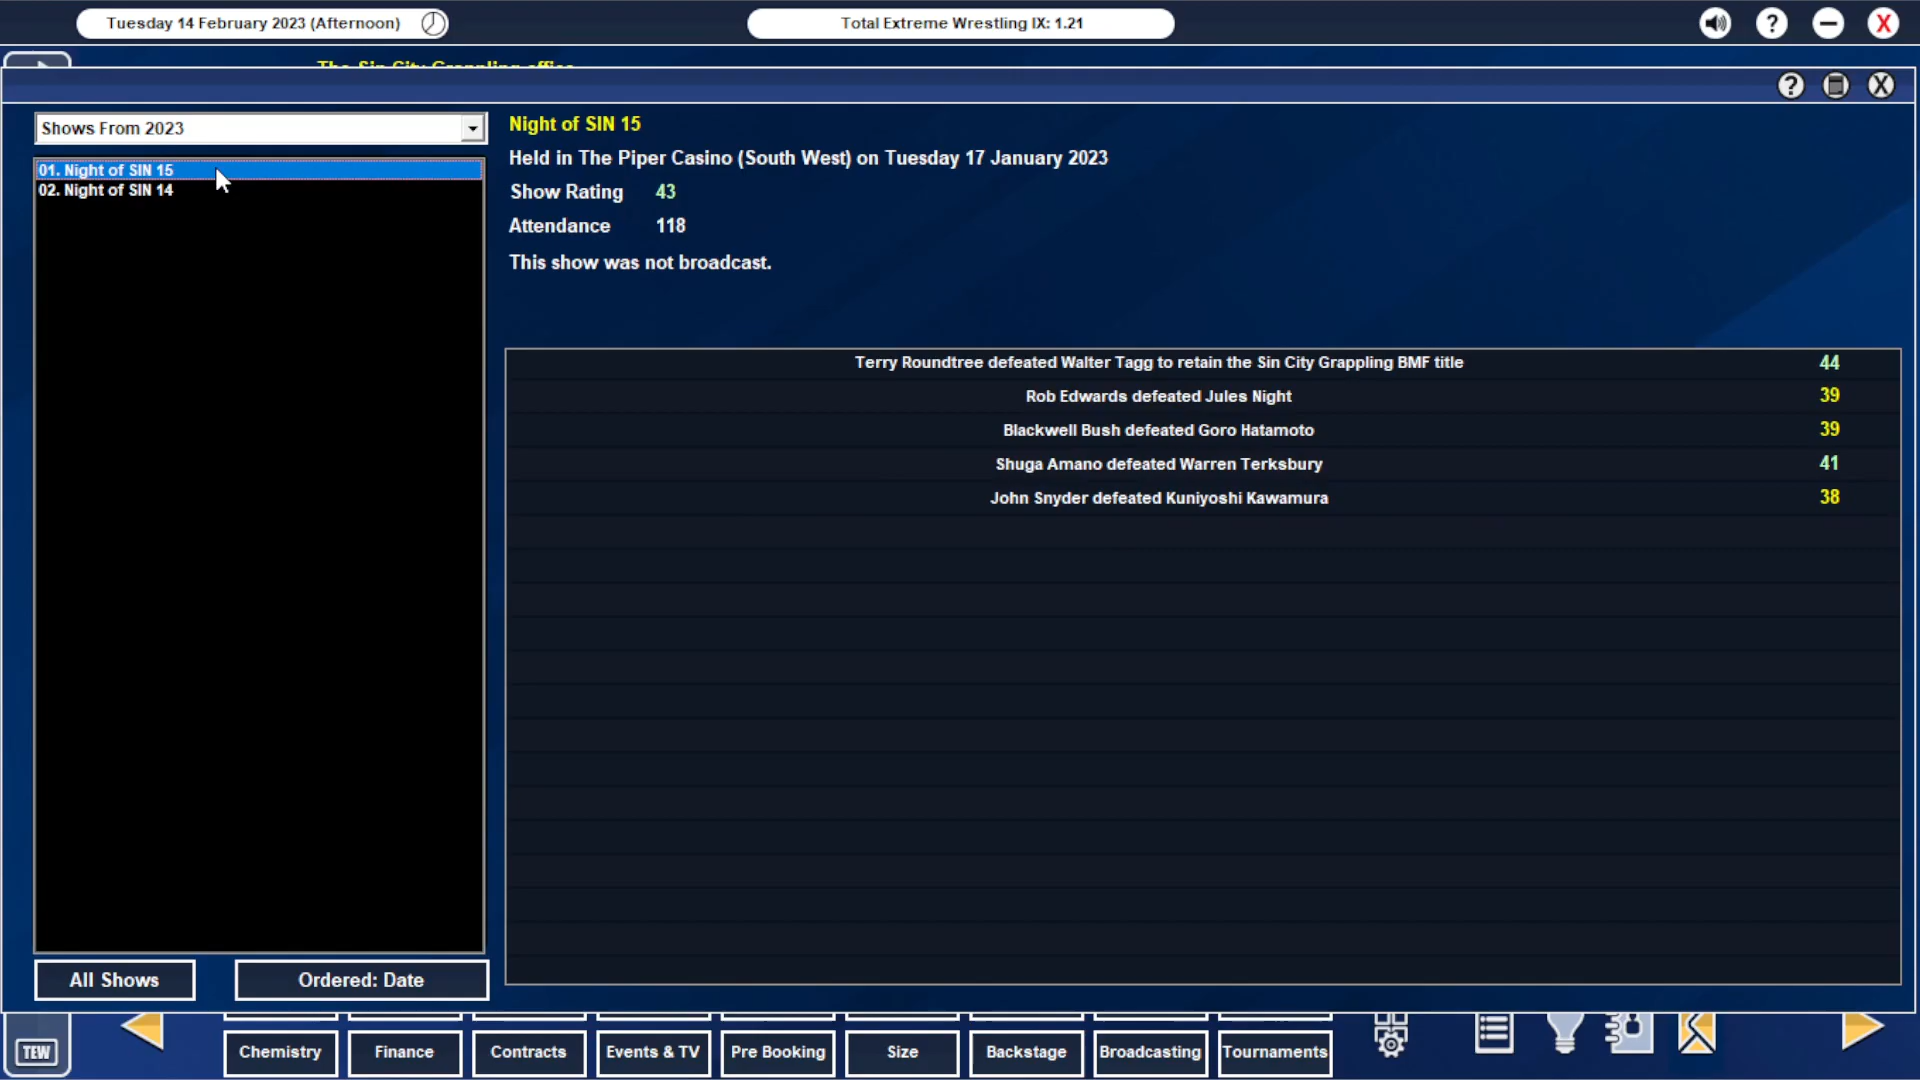 Tuesday 14 February 2023 (Afternoon)
Total Extreme Wrestling IX: 1.21
?
X
The Sin City Grappling office
?
X
Shows From 2023
01. Night of SIN 15
02. Night of SIN 14
Night of SIN 15
Held in The Piper Casino (South West) on Tuesday 17 January 2023
Show Rating 43
Attendance 118
This show was not broadcast.
Terry Roundtree defeated Walter Tagg to retain the Sin City Grappling BMF title 44
Rob Edwards defeated Jules Night 39
Blackwell Bush defeated Goro Hatamoto 39
Shuga Amano defeated Warren Terksbury 41
John Snyder defeated Kuniyoshi Kawamura 38
All Shows
Ordered: Date
TEW
Chemistry
Finance
Contracts
Events & TV
Pre Booking
Size
Backstage
Broadcasting
Tournaments